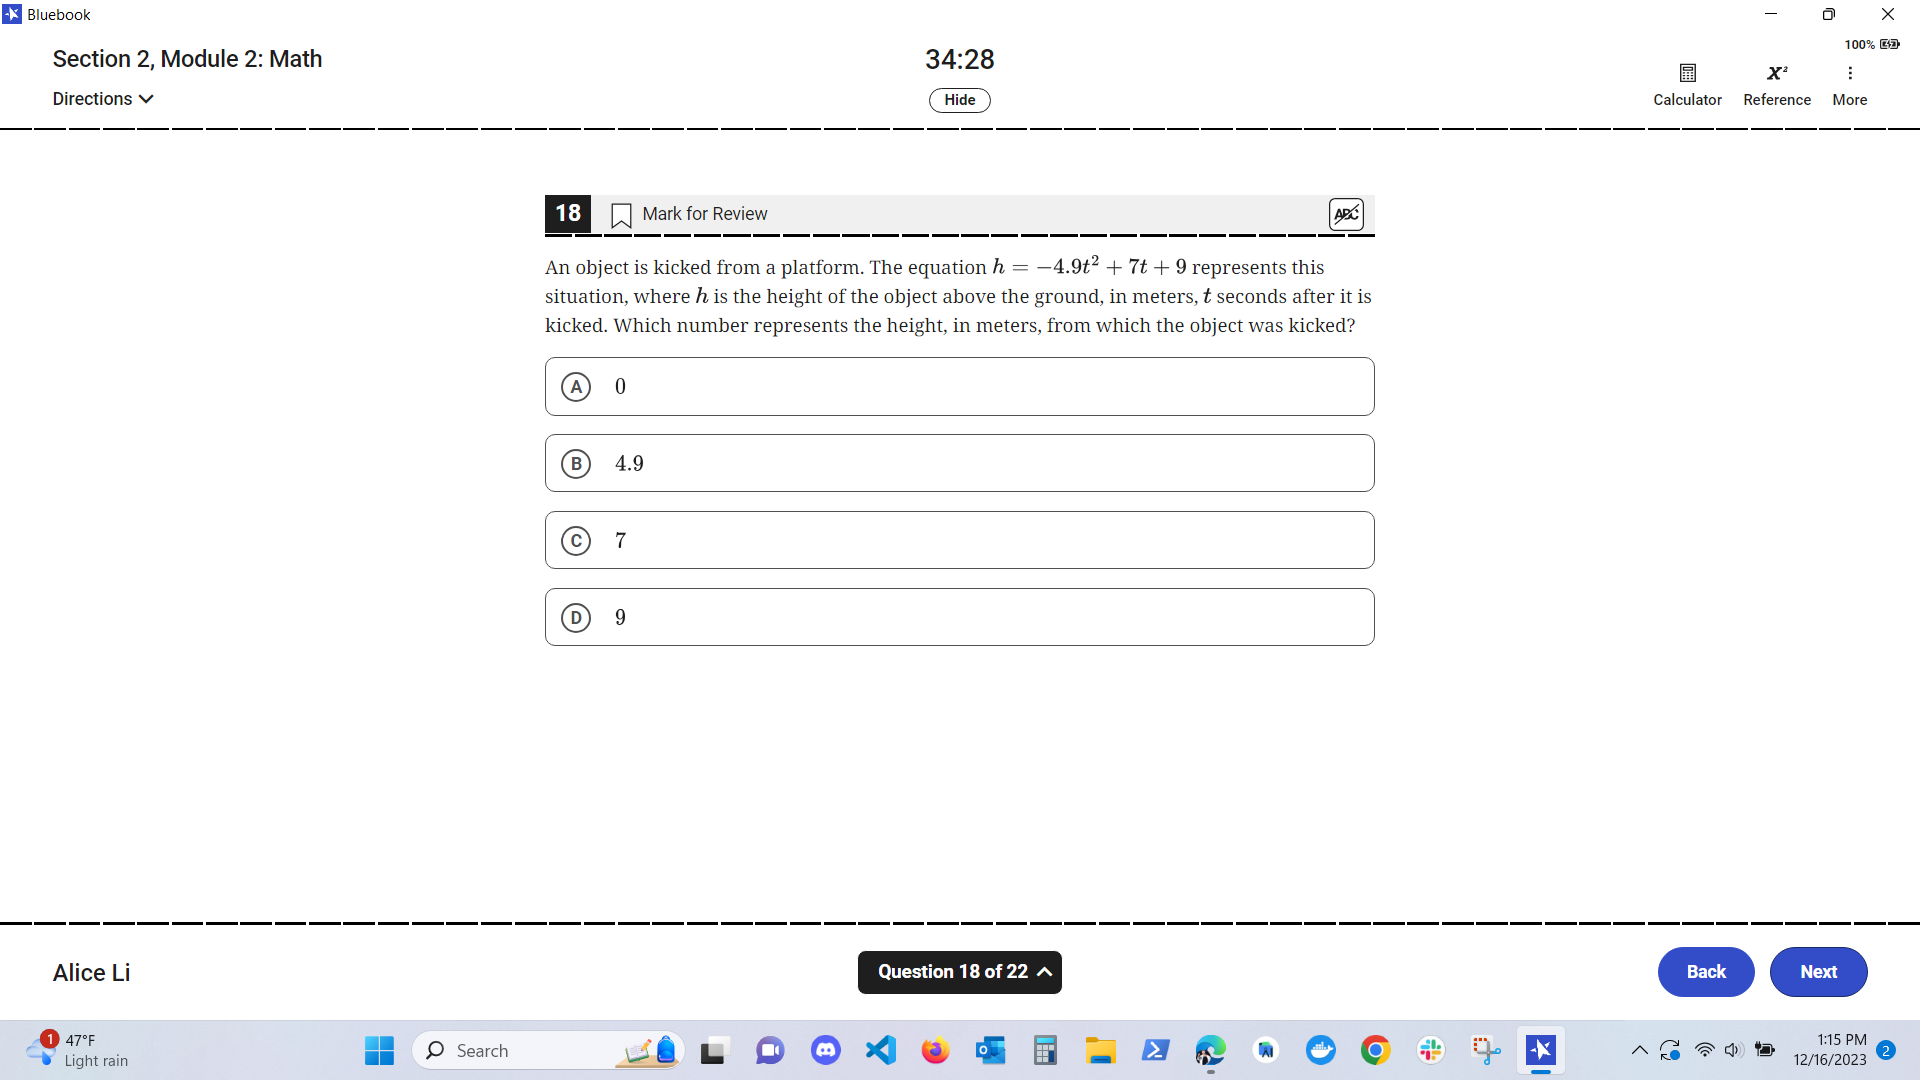 Bluebook
Section 2, Module 2: Math
34:28
100%
Directions
Hide
Calculator
Reference
More
18
Mark for Review
ABC
An object is kicked from a platform. The equation h = −4.9t² + 7t + 9 represents this
situation, where h is the height of the object above the ground, in meters, t seconds after it is
kicked. Which number represents the height, in meters, from which the object was kicked?
A 0
B 4.9
C 7
D 9
Alice Li
Question 18 of 22
Back
Next
1
47°F
Light rain
Search
1:15 PM
12/16/2023
2